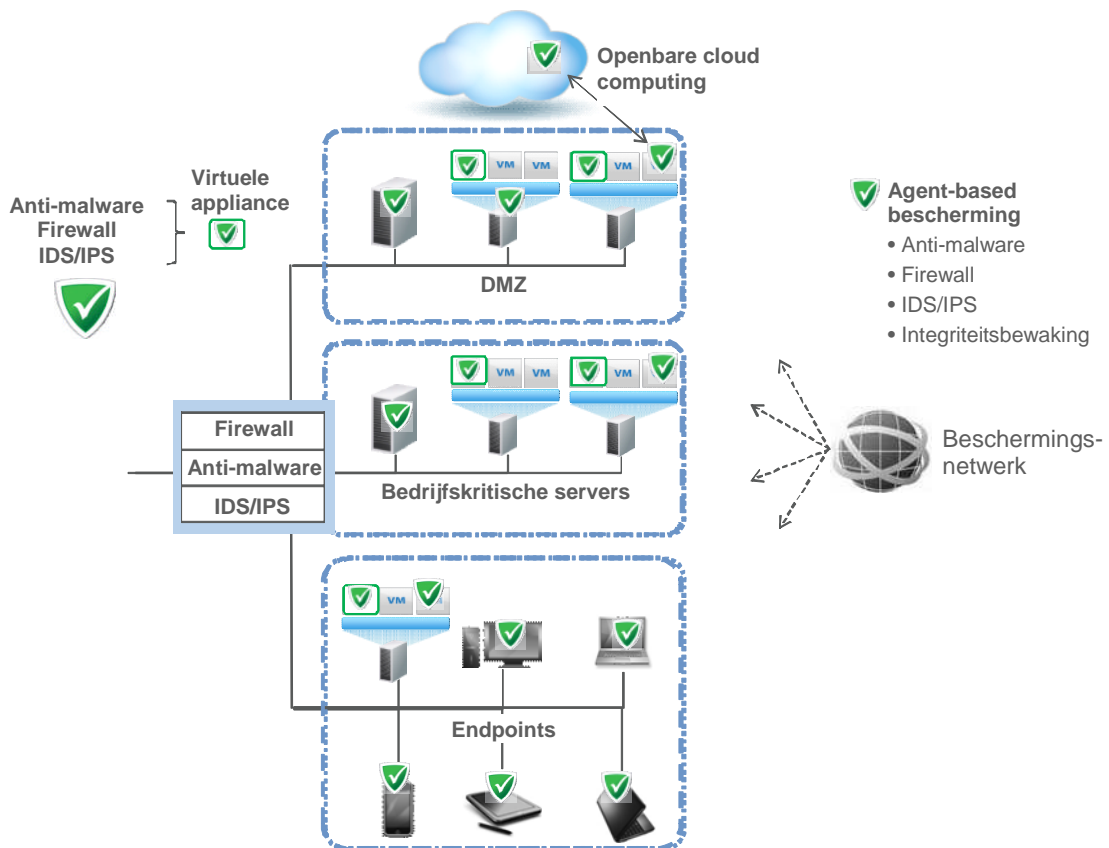 Openbare cloud
computing
VM
VM
VM
DMZ
Anti-malware
Firewall
IDS/IPS
Virtuele
appliance
Agent-based
bescherming
• Anti-malware
• Firewall
• IDS/IPS
• Integriteitsbewaking
VM
VM
VM
Bedrijfskritische servers
Firewall
Anti-malware
IDS/IPS
Beschermings-
netwerk
VM
Endpoints